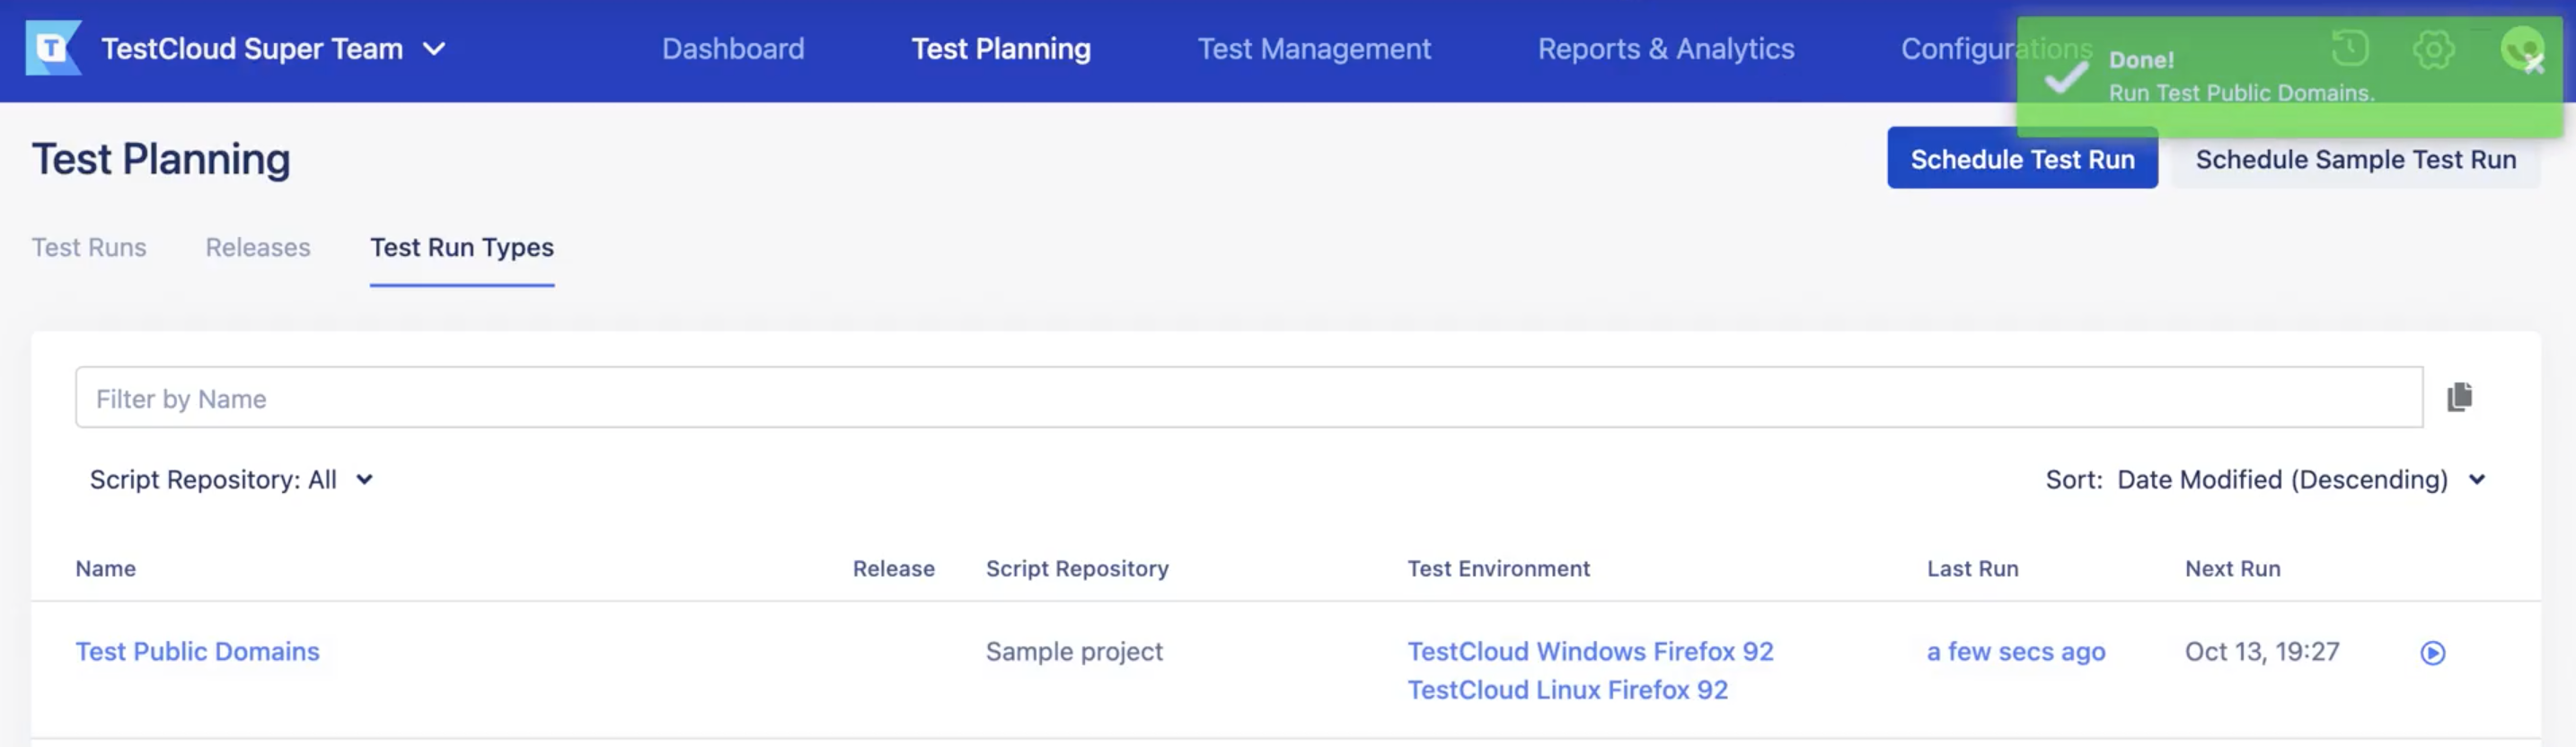 T TestCloud Super Team
Dashboard
Test Planning
Test Management
Reports & Analytics
Configurations
Done!
Run Test Public Domains.
Test Planning
Schedule Test Run
Schedule Sample Test Run
Test Runs
Releases
Test Run Types
Filter by Name
Script Repository: All
Sort: Date Modified (Descending)
Name Release Script Repository Test Environment Last Run Next Run
Test Public Domains Sample project TestCloud Windows Firefox 92 a few secs ago Oct 13, 19:27
TestCloud Linux Firefox 92